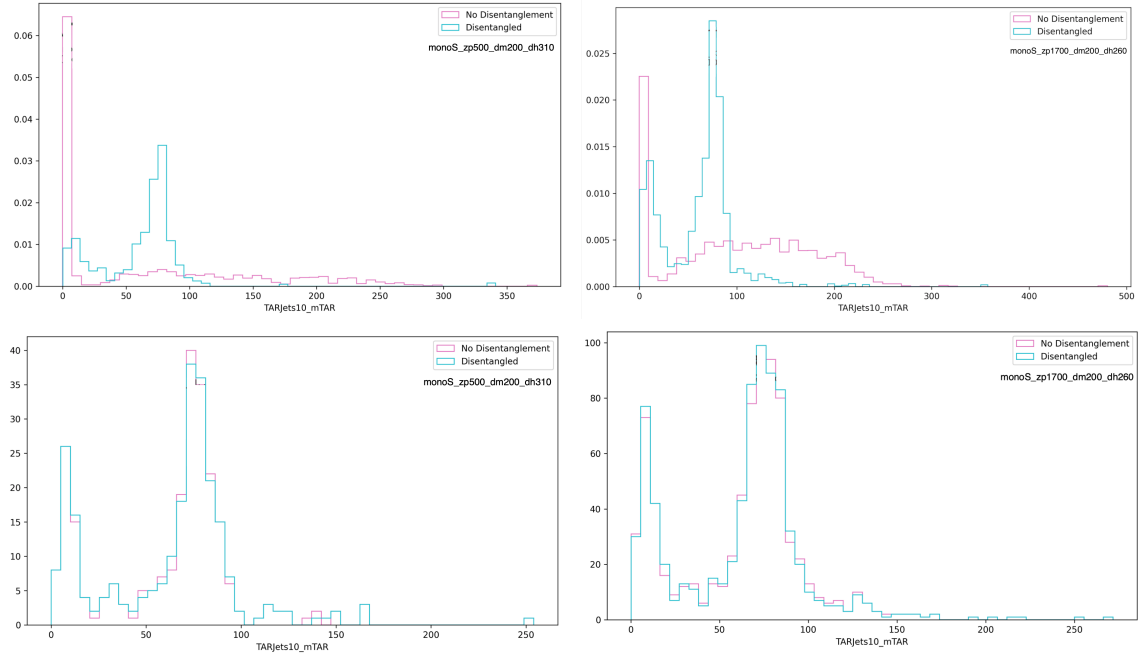 No Disentanglement
Disentangled
monoS_zp500_dm200_dh310
0.06
0.05
0.04
0.03
0.02
0.01
0.00
0 50 100 150 200 250 300 350
TARJets10_mTAR
No Disentanglement
Disentangled
monoS_zp1700_dm200_dh260
0.025
0.020
0.015
0.010
0.005
0.000
0 100 200 300 400 500
TARJets10_mTAR
No Disentanglement
Disentangled
monoS_zp500_dm200_dh310
40
35
30
25
20
15
10
5
0
0 50 100 150 200 250
TARJets10_mTAR
No Disentanglement
Disentangled
monoS_zp1700_dm200_dh260
100
80
60
40
20
0
0 50 100 150 200 250
TARJets10_mTAR